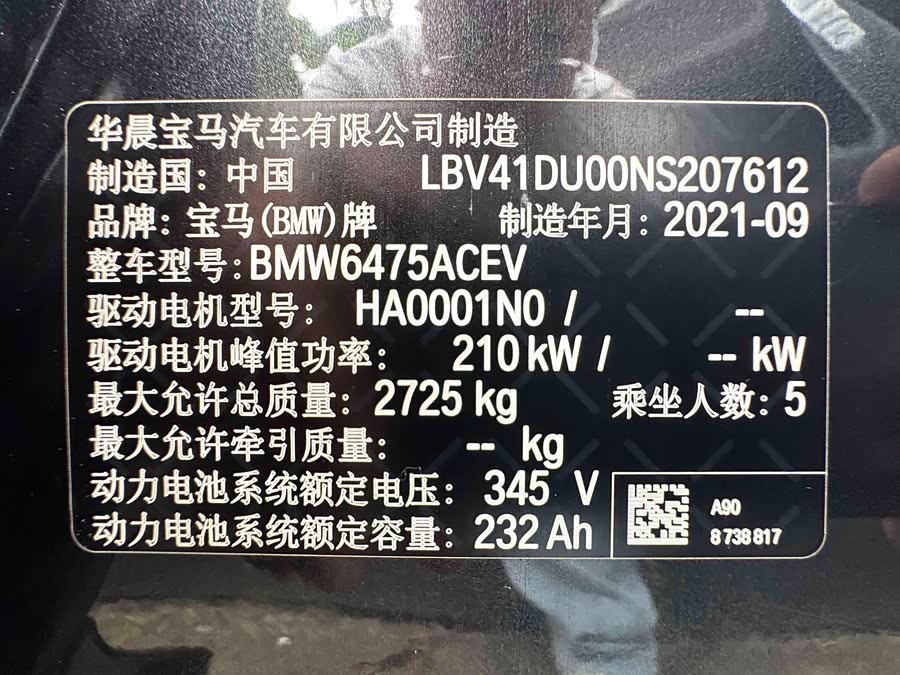 华晨宝马汽车有限公司制造
制造国：中国 LBV41DU00NS207612
品牌：宝马(BMW)牌 制造年月：2021-09
整车型号:BMW6475ACEV
驱动电机型号： HA0001N0 / --
驱动电机峰值功率： 210 kW / -- kW
最大允许总质量：2725 kg 乘坐人数：5
最大允许牵引质量： -- kg
动力电池系统额定电压： 345 V
动力电池系统额定容量：232 Ah
A90
8 738 817